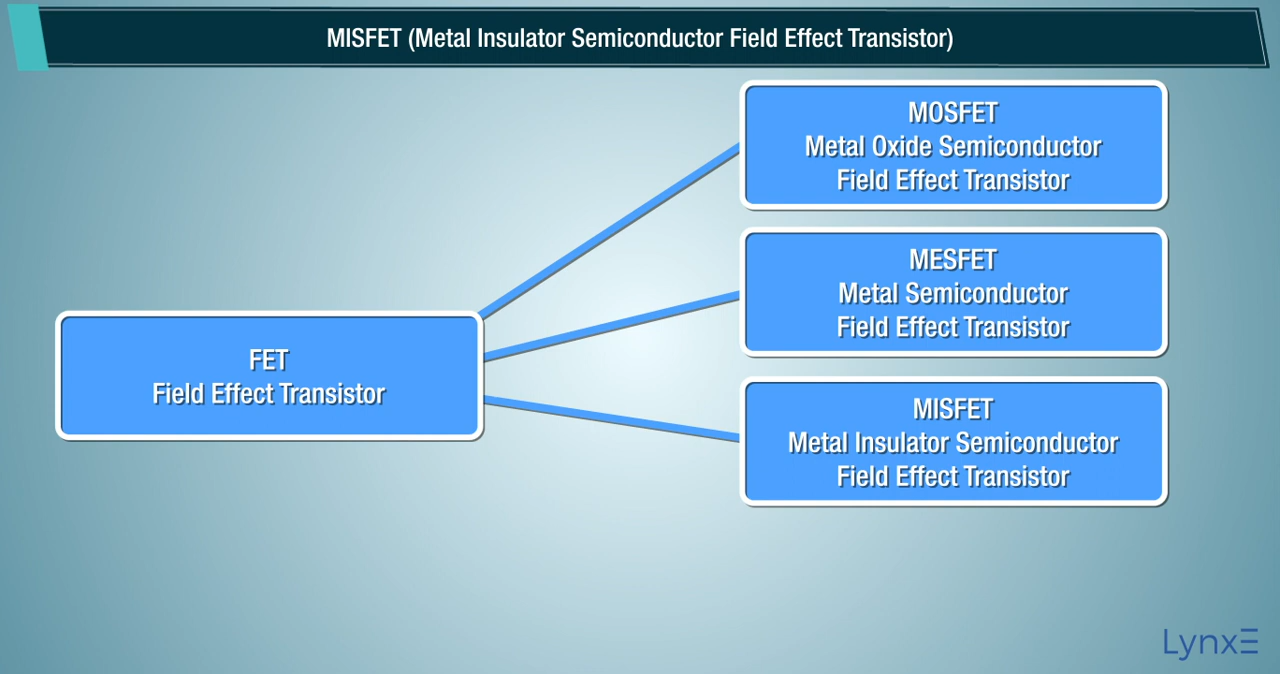 MISFET (Metal Insulator Semiconductor Field Effect Transistor)
MOSFET
Metal Oxide Semiconductor
Field Effect Transistor
MESFET
Metal Semiconductor
Field Effect Transistor
FET
Field Effect Transistor
MISFET
Metal Insulator Semiconductor
Field Effect Transistor
LynxE